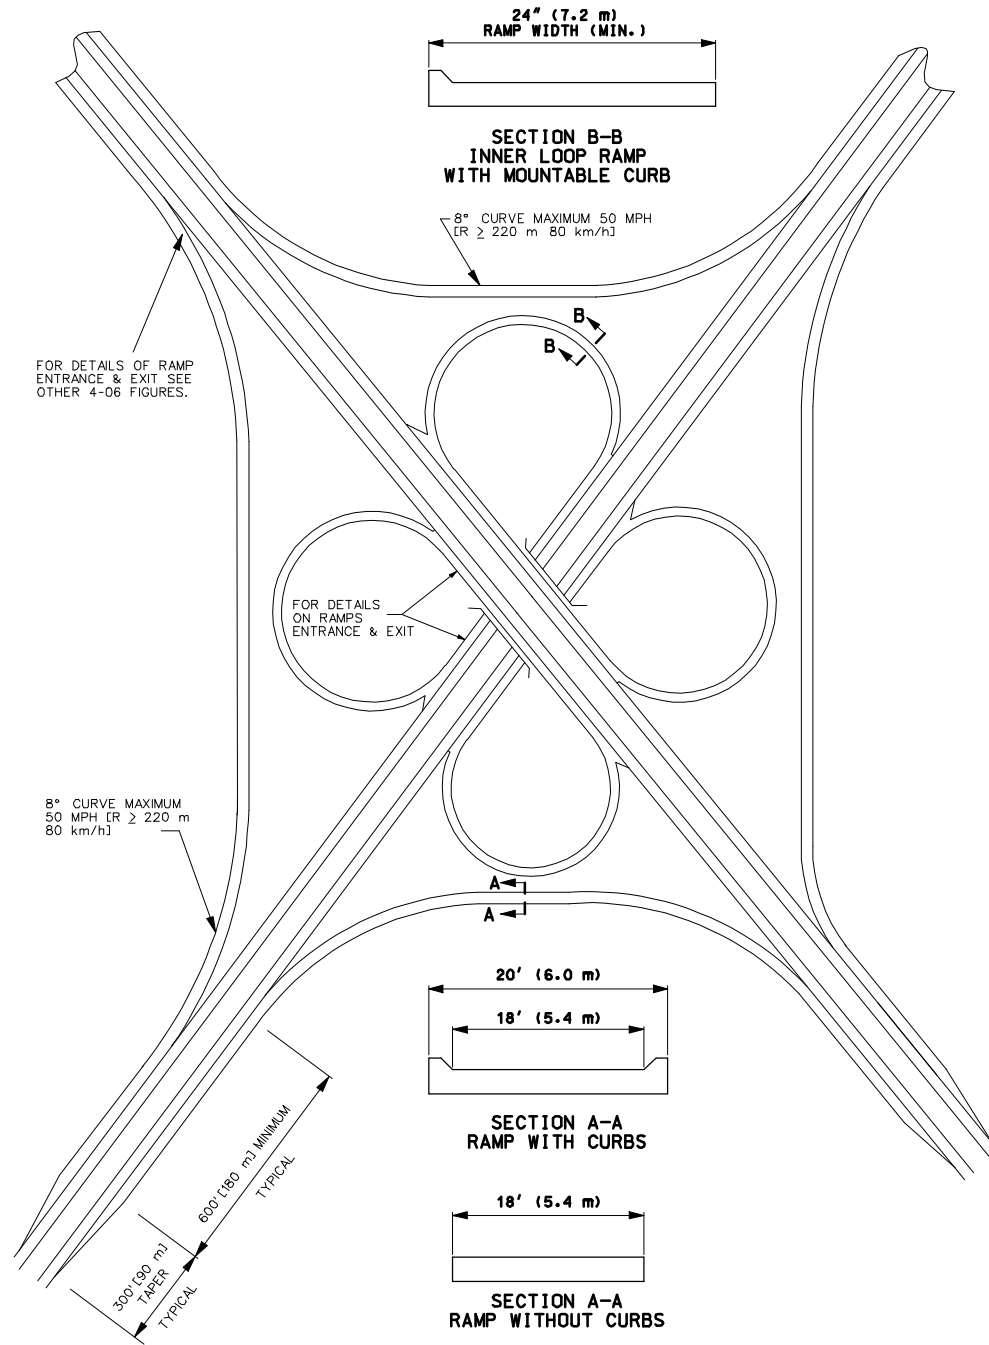 24" (7.2 m)
RAMP WIDTH (MIN.)
SECTION B-B
INNER LOOP RAMP
WITH MOUNTABLE CURB
8° CURVE MAXIMUM 50 MPH
[R ≥ 220 m 80 km/h]
B
B
FOR DETAILS OF RAMP
ENTRANCE & EXIT SEE
OTHER 4-06 FIGURES.
FOR DETAILS
ON RAMPS
ENTRANCE & EXIT
8° CURVE MAXIMUM
50 MPH [R ≥ 220 m
80 km/h]
A
A
20' (6.0 m)
18' (5.4 m)
SECTION A-A
RAMP WITH CURBS
600' [180 m] MINIMUM
TYPICAL
300' [90 m]
TAPER
TYPICAL
18' (5.4 m)
SECTION A-A
RAMP WITHOUT CURBS